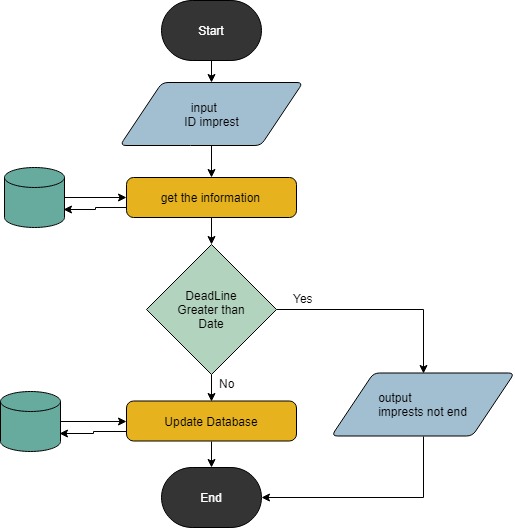 Start
input
ID imprest
get the information
DeadLine
Greater than
Date
Yes
No
output
imprests not end
Update Database
End